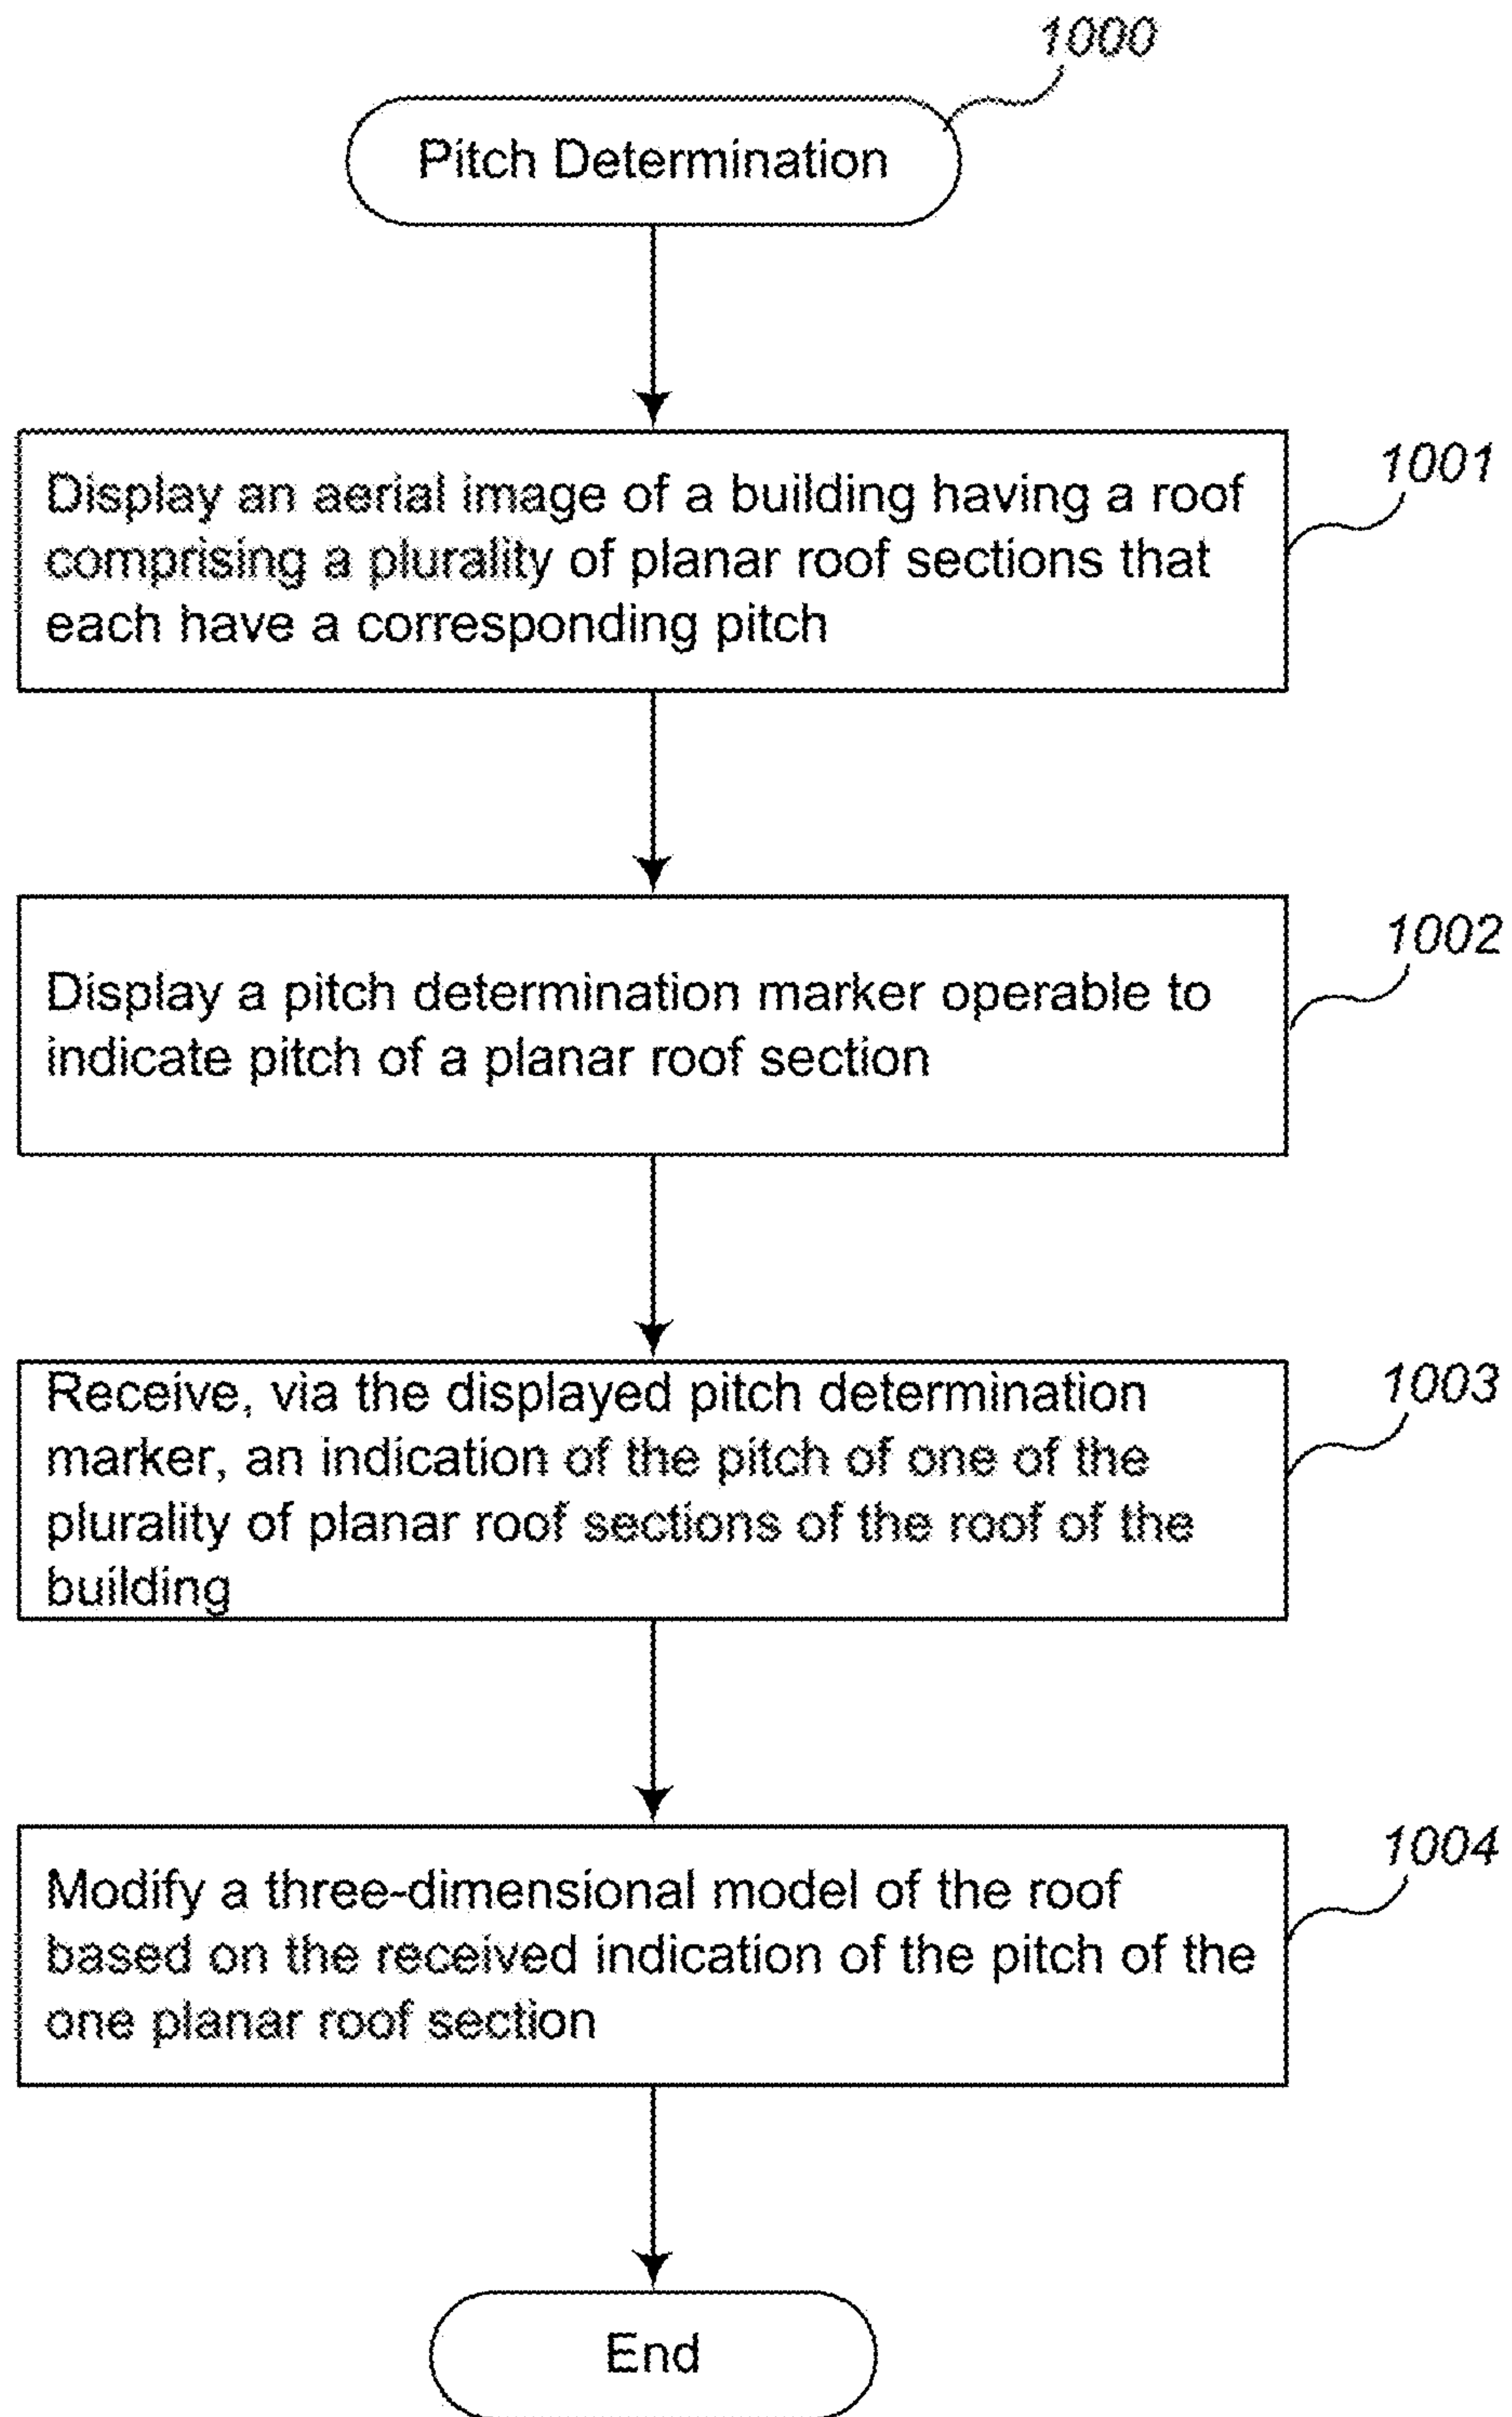 1000
Pitch Determination
1001
Display an aerial image of a building having a roof
comprising a plurality of planar roof sections that
each have a corresponding pitch
1002
Display a pitch determination marker operable to
indicate pitch of a planar roof section
1003
Receive, via the displayed pitch determination
marker, an indication of the pitch of one of the
plurality of planar roof sections of the roof of the
building
1004
Modify a three-dimensional model of the roof
based on the received indication of the pitch of the
one planar roof section
End